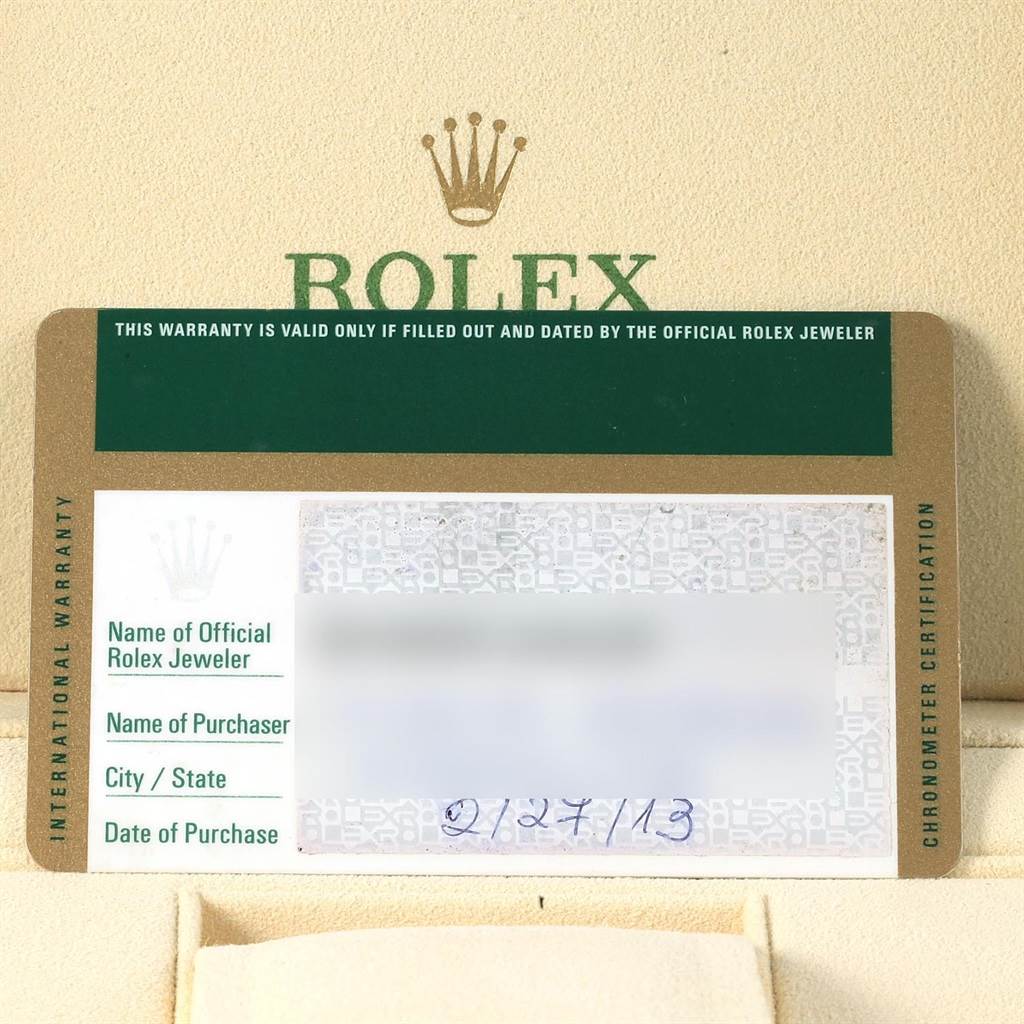 ROLEX
THIS WARRANTY IS VALID ONLY IF FILLED OUT AND DATED BY THE OFFICIAL ROLEX JEWELER
INTERNATIONAL WARRANTY
Name of Official
Rolex Jeweler
Name of Purchaser
City / State
Date of Purchase 2/27/13
CHRONOMETER CERTIFICATION